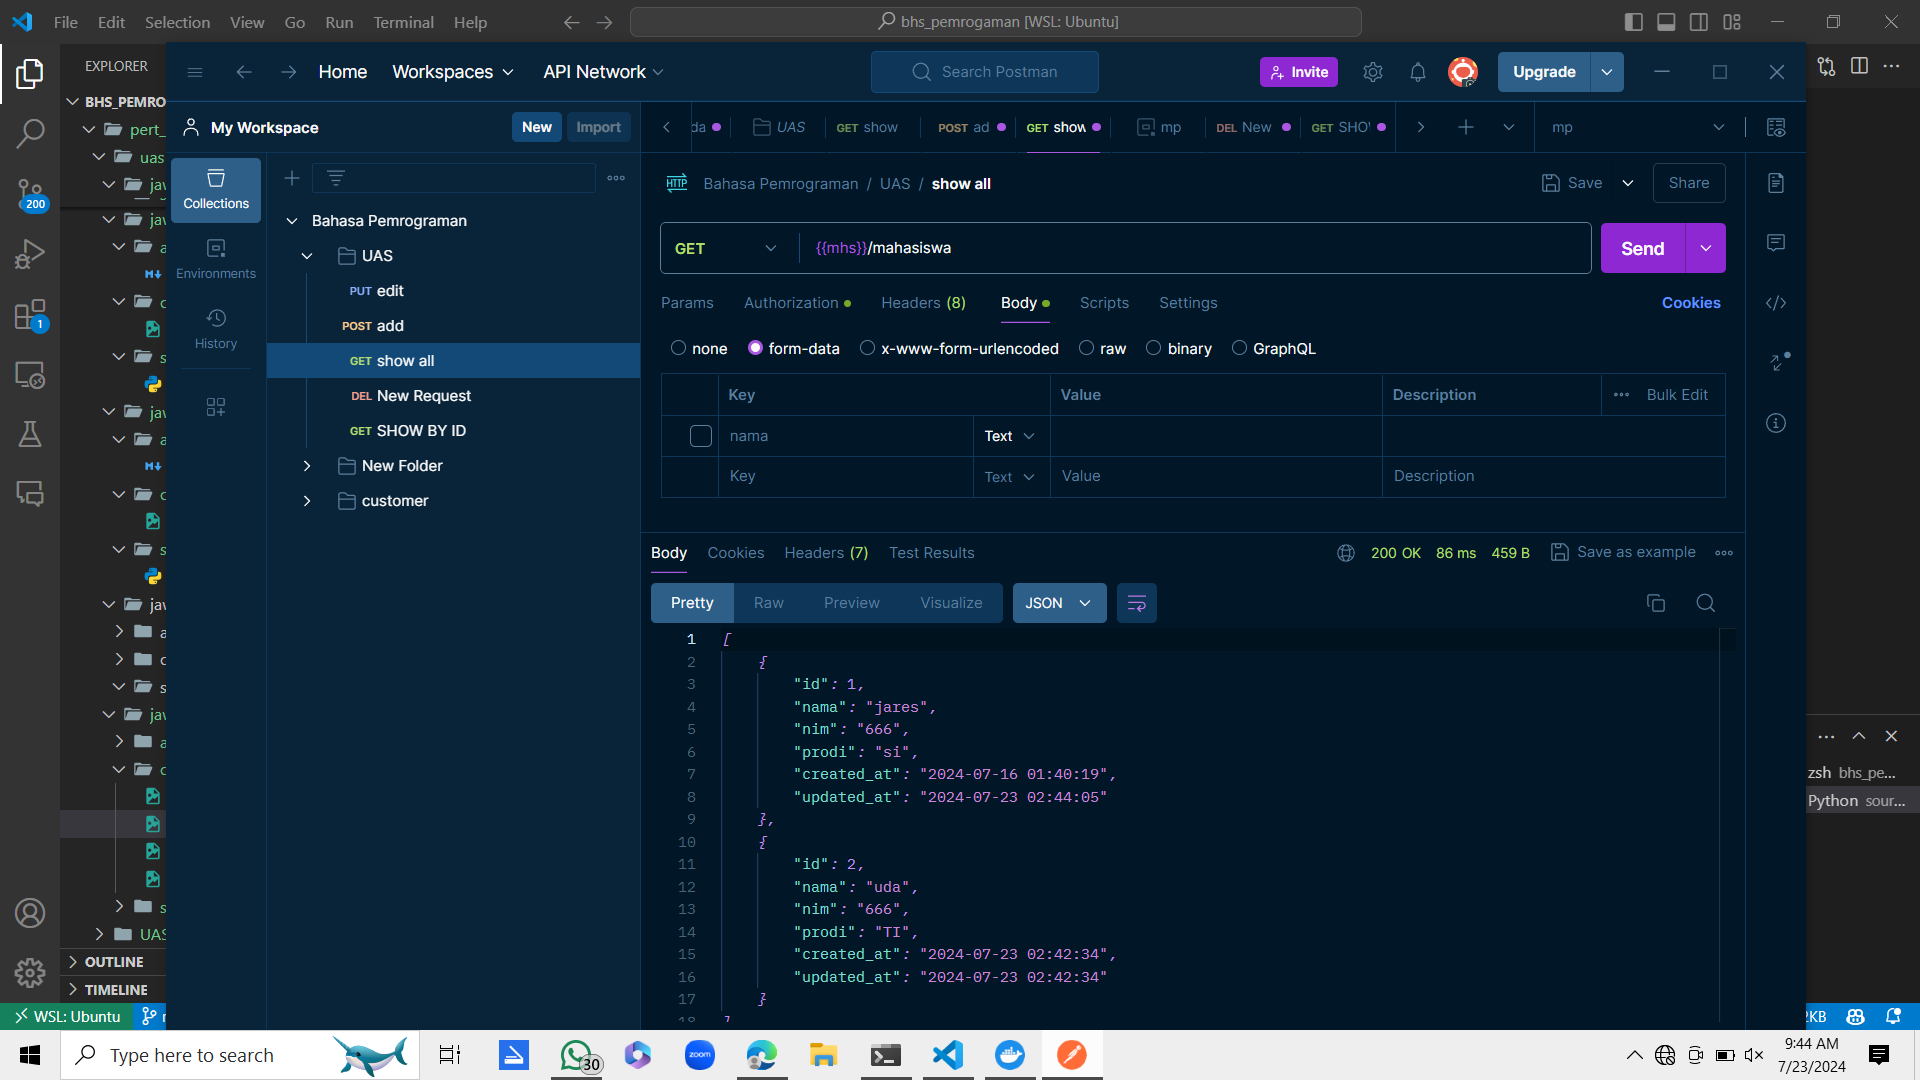 File Edit Selection View Go Run Terminal Help
bhs_pemrogaman [WSL: Ubuntu]
EXPLORER
BHS_PEMRO
pert_
uas
200
1
OUTLINE
TIMELINE
WSL: Ubuntu
Home Workspaces API Network
Search Postman
Invite
Upgrade
My Workspace
New Import
UAS
GET show
POST ad
GET show
mp
DEL New
GET SHO
mp
Collections
Environments
History
Bahasa Pemrograman
UAS
PUT edit
POST add
GET show all
DEL New Request
GET SHOW BY ID
New Folder
customer
HTTP Bahasa Pemrograman / UAS / show all
Save
Share
GET {{mhs}}/mahasiswa
Send
Params Authorization Headers (8) Body Scripts Settings Cookies
none form-data x-www-form-urlencoded raw binary GraphQL
Key Value Description Bulk Edit
nama Text
Key Text Value Description
Body Cookies Headers (7) Test Results
200 OK 86 ms 459 B Save as example
Pretty Raw Preview Visualize JSON
1 [
2 {
3 "id": 1,
4 "nama": "jares",
5 "nim": "666",
6 "prodi": "si",
7 "created_at": "2024-07-16 01:40:19",
8 "updated_at": "2024-07-23 02:44:05"
9 },
10 {
11 "id": 2,
12 "nama": "uda",
13 "nim": "666",
14 "prodi": "TI",
15 "created_at": "2024-07-23 02:42:34",
16 "updated_at": "2024-07-23 02:42:34"
17 }
zsh bhs_pe...
Python sour...
Type here to search
30
zoom
9:44 AM
7/23/2024